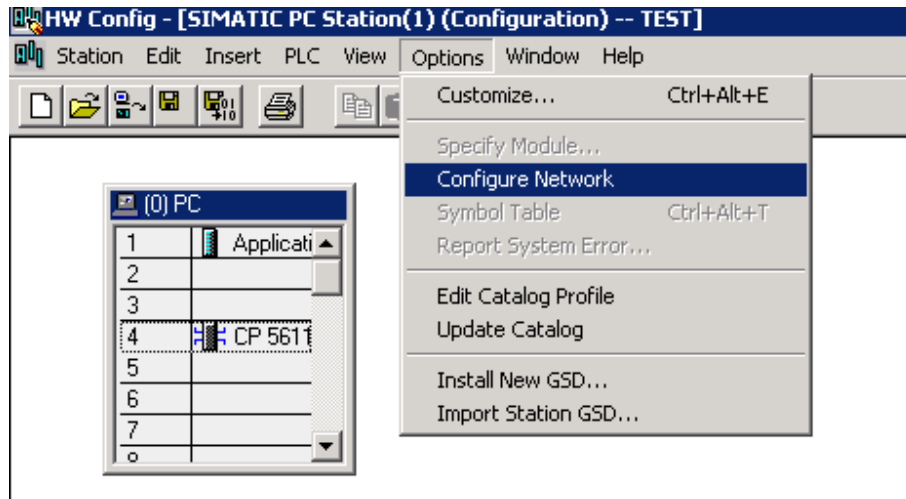 HW Config - [SIMATIC PC Station(1) (Configuration) -- TEST]
Station Edit Insert PLC View Options Window Help
Customize... Ctrl+Alt+E
Specify Module...
Configure Network
Symbol Table Ctrl+Alt+T
Report System Error...
Edit Catalog Profile
Update Catalog
Install New GSD...
Import Station GSD...
(0) PC
1 Applicati
2
3
4 CP 5611
5
6
7